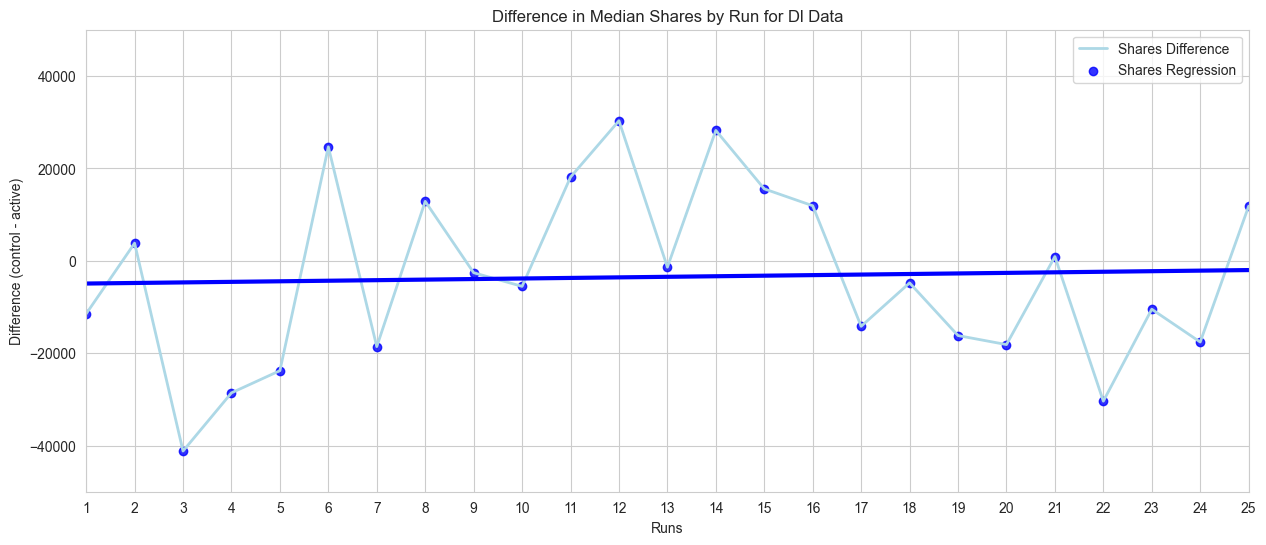 Difference in Median Shares by Run for DI Data
Shares Difference
Shares Regression
Difference (control - active)
40000
20000
0
−20000
−40000
1 2 3 4 5 6 7 8 9 10 11 12 13 14 15 16 17 18 19 20 21 22 23 24 25
Runs